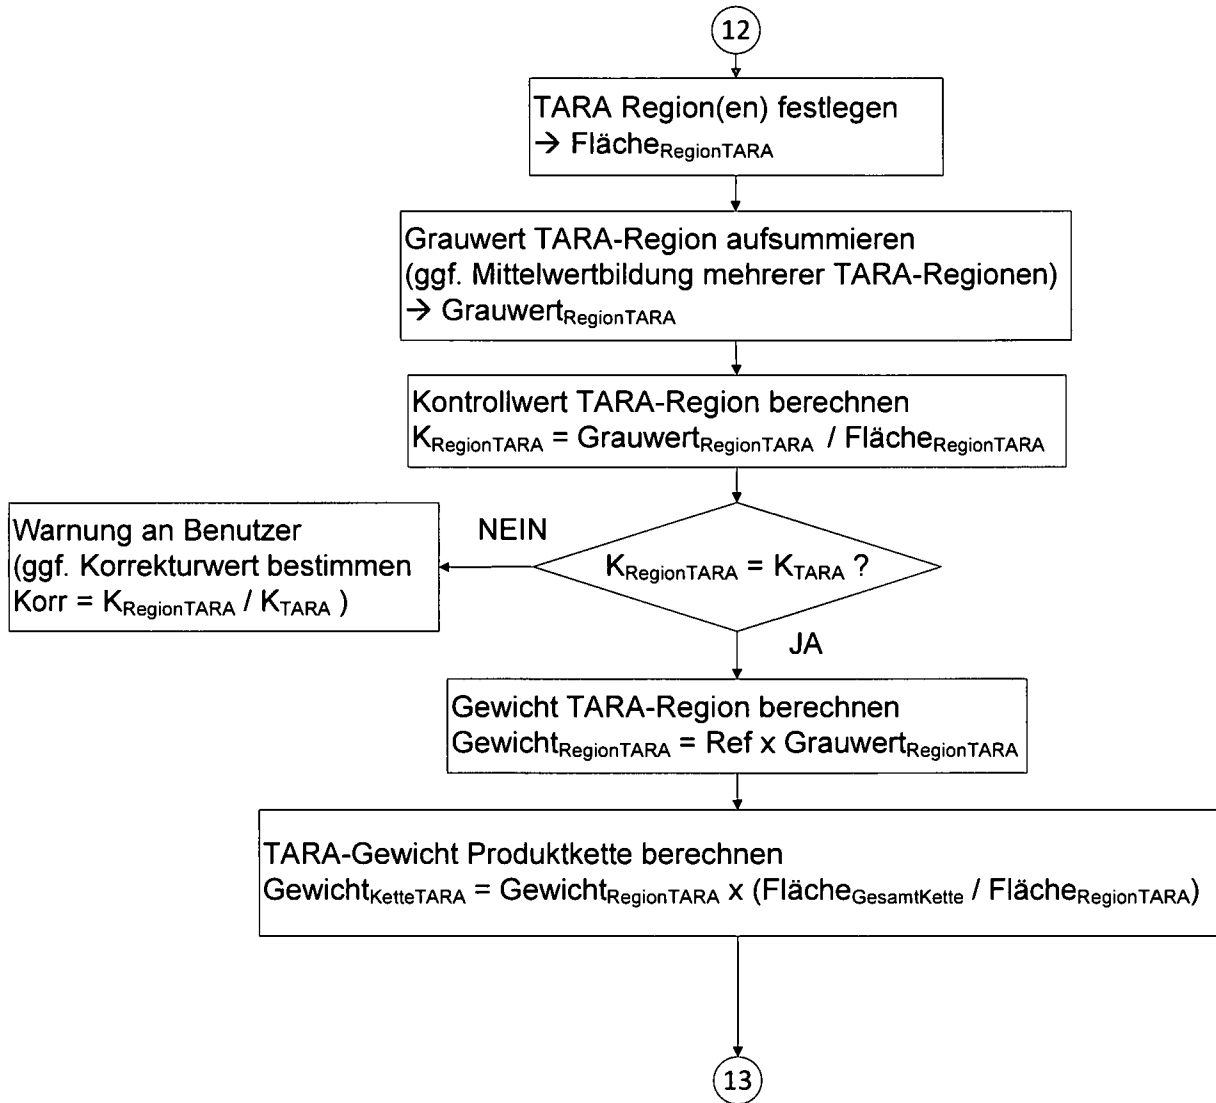 12
TARA Region(en) festlegen
→ Fläche_RegionTARA
Grauwert TARA-Region aufsummieren
(ggf. Mittelwertbildung mehrerer TARA-Regionen)
→ Grauwert_RegionTARA
Kontrollwert TARA-Region berechnen
K_RegionTARA = Grauwert_RegionTARA / Fläche_RegionTARA
K_RegionTARA = K_TARA ?
NEIN
Warnung an Benutzer
(ggf. Korrekturwert bestimmen
Korr = K_RegionTARA / K_TARA )
JA
Gewicht TARA-Region berechnen
Gewicht_RegionTARA = Ref x Grauwert_RegionTARA
TARA-Gewicht Produktkette berechnen
Gewicht_KetteTARA = Gewicht_RegionTARA x (Fläche_GesamtKette / Fläche_RegionTARA)
13